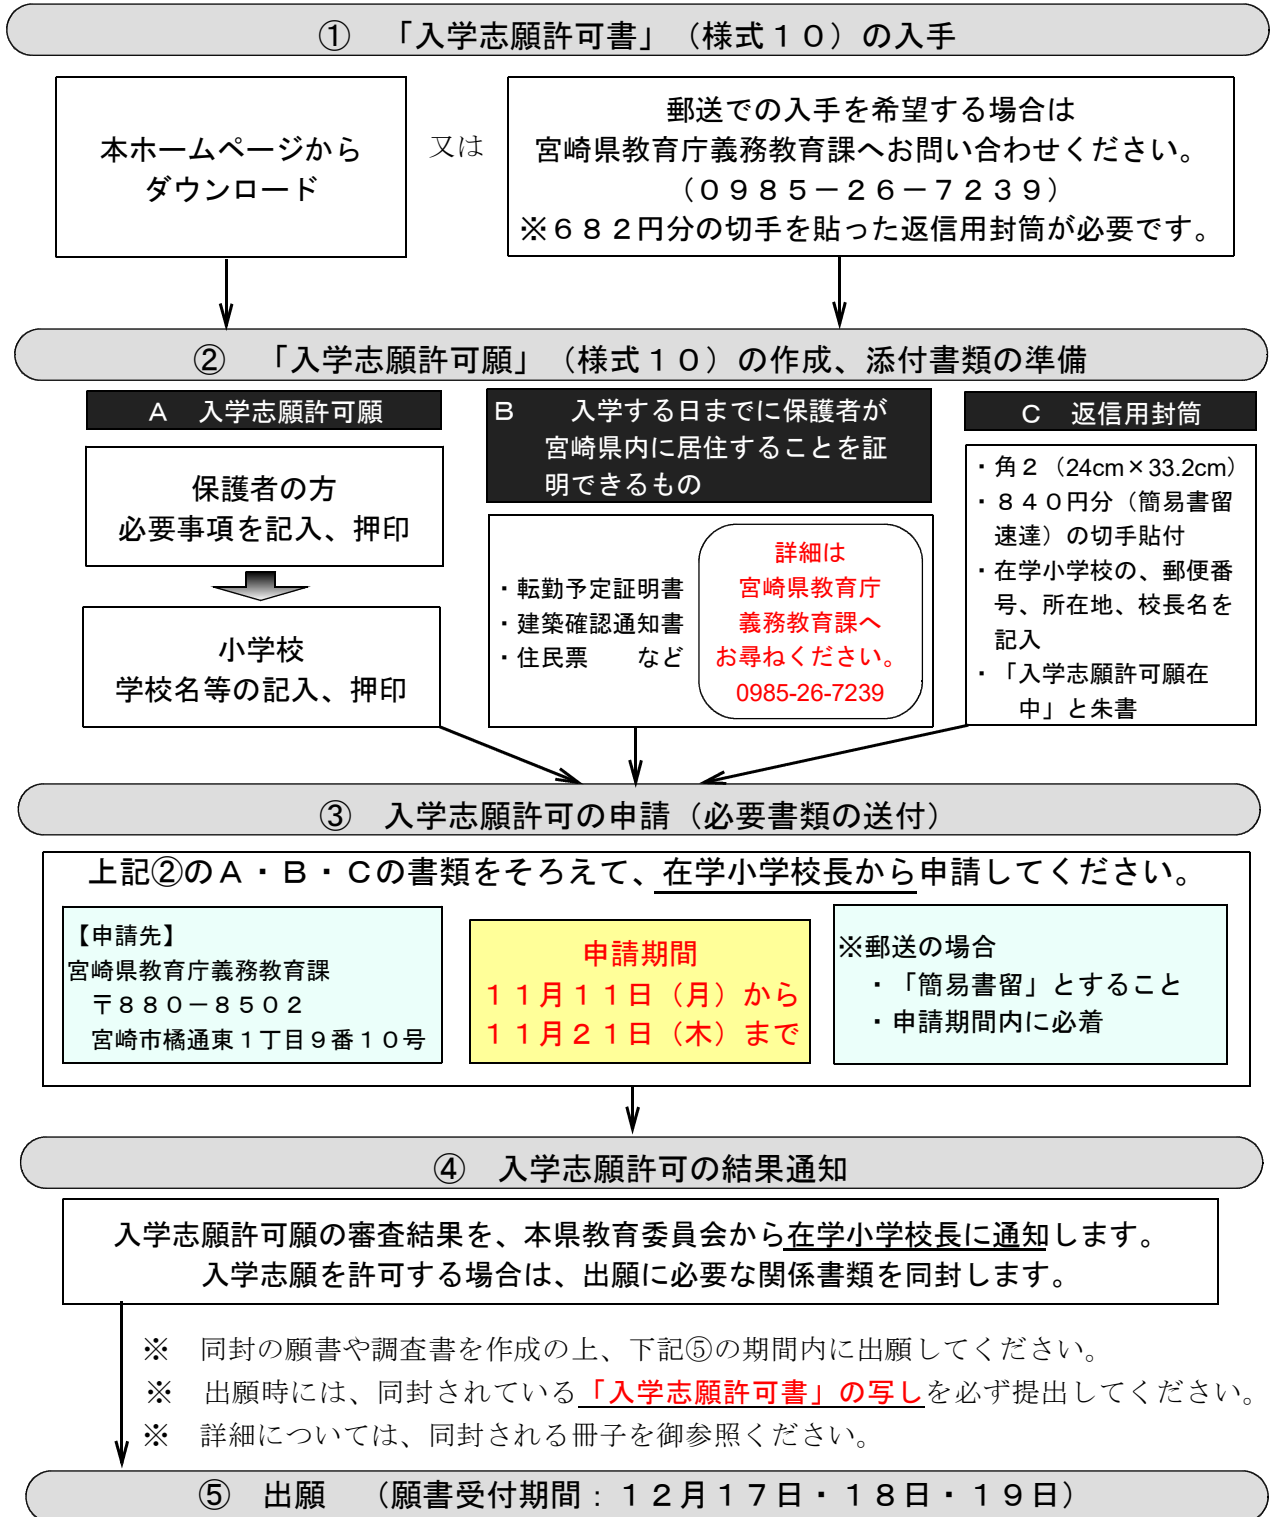 ① 「入学志願許可書」（様式１０）の入手
本ホームページから
ダウンロード
又は
郵送での入手を希望する場合は
宮崎県教育庁義務教育課へお問い合わせください。
（０９８５－２６－７２３９）
※６８２円分の切手を貼った返信用封筒が必要です。
② 「入学志願許可願」（様式１０）の作成、添付書類の準備
Ａ 入学志願許可願
保護者の方
必要事項を記入、押印
小学校
学校名等の記入、押印
Ｂ 入学する日までに保護者が
宮崎県内に居住することを証
明できるもの
・転勤予定証明書
・建築確認通知書
・住民票 など
詳細は
宮崎県教育庁
義務教育課へ
お尋ねください。
0985-26-7239
Ｃ 返信用封筒
・角２（24cm×33.2cm）
・８４０円分（簡易書留
速達）の切手貼付
・在学小学校の、郵便番
号、所在地、校長名を
記入
・「入学志願許可願在
中」と朱書
③ 入学志願許可の申請（必要書類の送付）
上記②のＡ・Ｂ・Ｃの書類をそろえて、在学小学校長から申請してください。
【申請先】
宮崎県教育庁義務教育課
〒８８０－８５０２
宮崎市橘通東１丁目９番１０号
申請期間
１１月１１日（月）から
１１月２１日（木）まで
※郵送の場合
・「簡易書留」とすること
・申請期間内に必着
④ 入学志願許可の結果通知
入学志願許可願の審査結果を、本県教育委員会から在学小学校長に通知します。
入学志願を許可する場合は、出願に必要な関係書類を同封します。
※ 同封の願書や調査書を作成の上、下記⑤の期間内に出願してください。
※ 出願時には、同封されている「入学志願許可書」の写しを必ず提出してください。
※ 詳細については、同封される冊子を御参照ください。
⑤ 出願 （願書受付期間：１２月１７日・１８日・１９日）